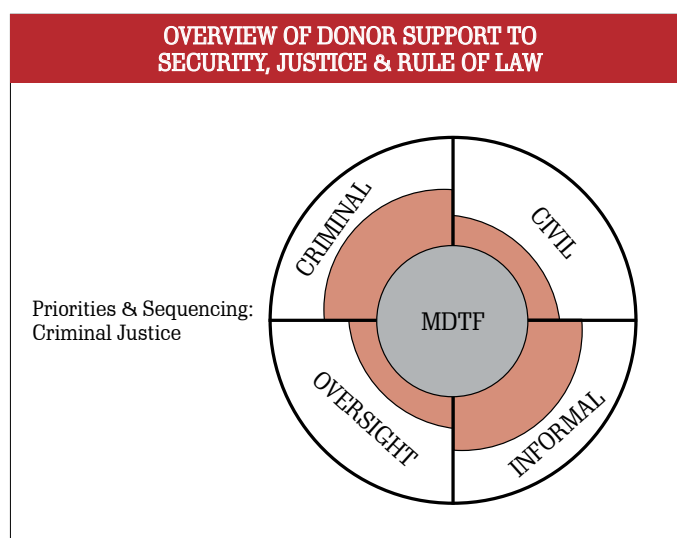 OVERVIEW OF DONOR SUPPORT TO
SECURITY, JUSTICE & RULE OF LAW
CRIMINAL
CIVIL
Priorities & Sequencing:
Criminal Justice
MDTF
OVERSIGHT
INFORMAL